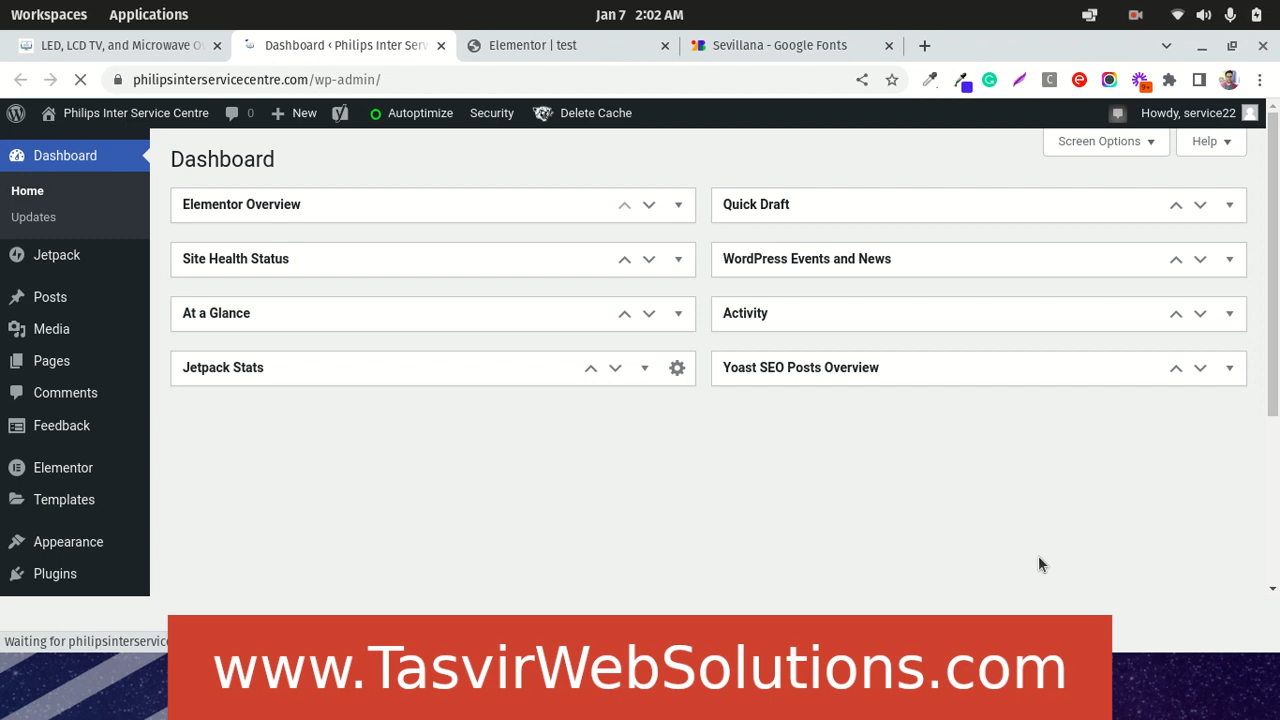 Workspaces Applications Jan 7 2:02 AM
LED, LCD TV, and Microwave Ov Dashboard ‹ Philips Inter Serv Elementor | test Sevillana - Google Fonts
philipsinterservicecentre.com/wp-admin/ 9+
Philips Inter Service Centre 0 New Autoptimize Security Delete Cache Howdy, service22
Screen Options Help
Dashboard
Home
Updates
Jetpack
Posts
Media
Pages
Comments
Feedback
Elementor
Templates
Appearance
Plugins
Dashboard
Elementor Overview
Site Health Status
At a Glance
Jetpack Stats
Quick Draft
WordPress Events and News
Activity
Yoast SEO Posts Overview
Waiting for philipsinterservice
www.TasvirWebSolutions.com